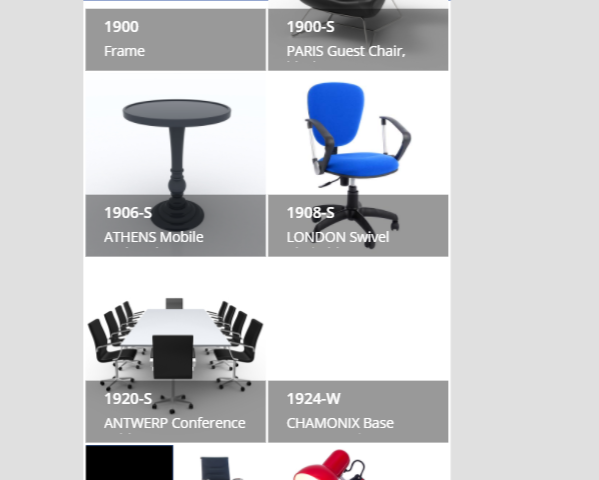 1900
Frame
1900-S
PARIS Guest Chair,
1906-S
ATHENS Mobile
1908-S
LONDON Swivel
1920-S
ANTWERP Conference
1924-W
CHAMONIX Base